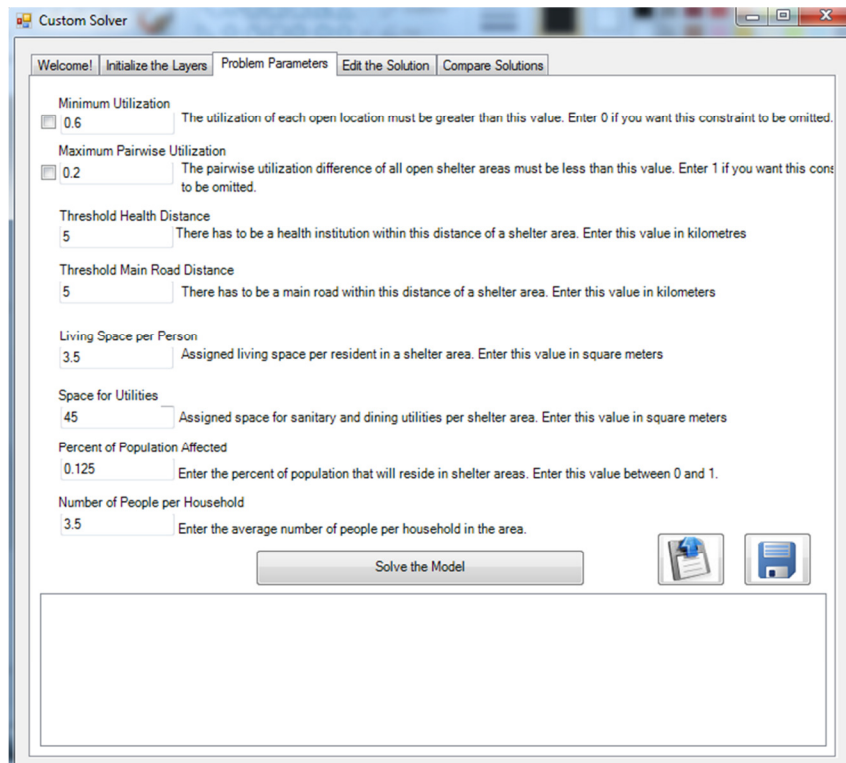 Custom Solver
Welcome! Initialize the Layers Problem Parameters Edit the Solution Compare Solutions
Minimum Utilization
0.6 The utilization of each open location must be greater than this value. Enter 0 if you want this constraint to be omitted.
Maximum Pairwise Utilization
0.2 The pairwise utilization difference of all open shelter areas must be less than this value. Enter 1 if you want this cons
to be omitted.
Threshold Health Distance
5 There has to be a health institution within this distance of a shelter area. Enter this value in kilometres
Threshold Main Road Distance
5 There has to be a main road within this distance of a shelter area. Enter this value in kilometers
Living Space per Person
3.5 Assigned living space per resident in a shelter area. Enter this value in square meters
Space for Utilities
45 Assigned space for sanitary and dining utilities per shelter area. Enter this value in square meters
Percent of Population Affected
0.125 Enter the percent of population that will reside in shelter areas. Enter this value between 0 and 1.
Number of People per Household
3.5 Enter the average number of people per household in the area.
Solve the Model